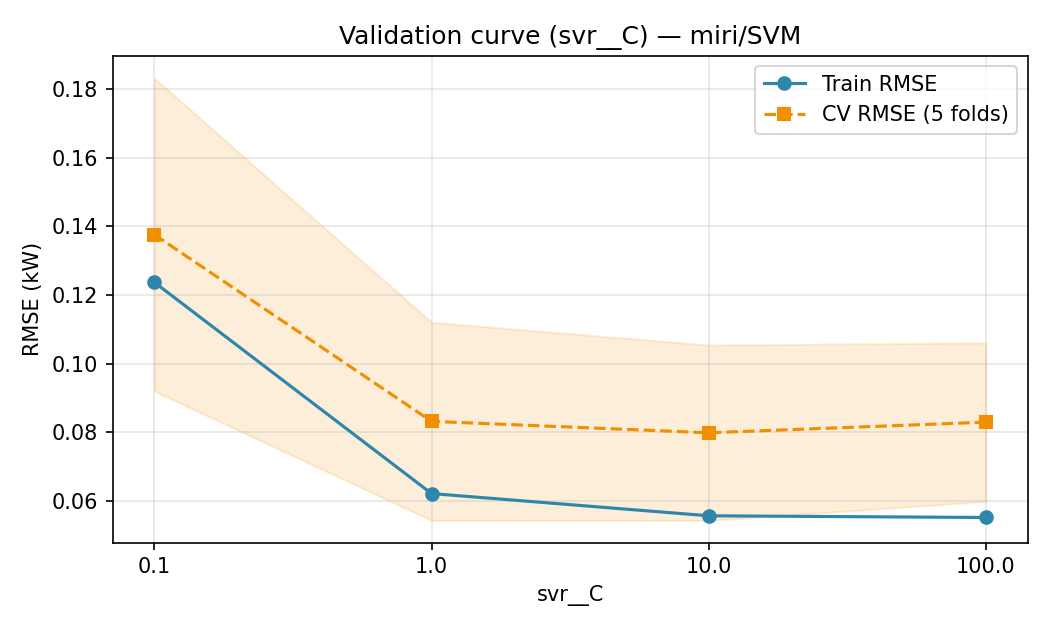 Validation curve (svr__C) — miri/SVM
Train RMSE
CV RMSE (5 folds)
RMSE (kW)
0.18
0.16
0.14
0.12
0.10
0.08
0.06
0.1
1.0
10.0
100.0
svr__C